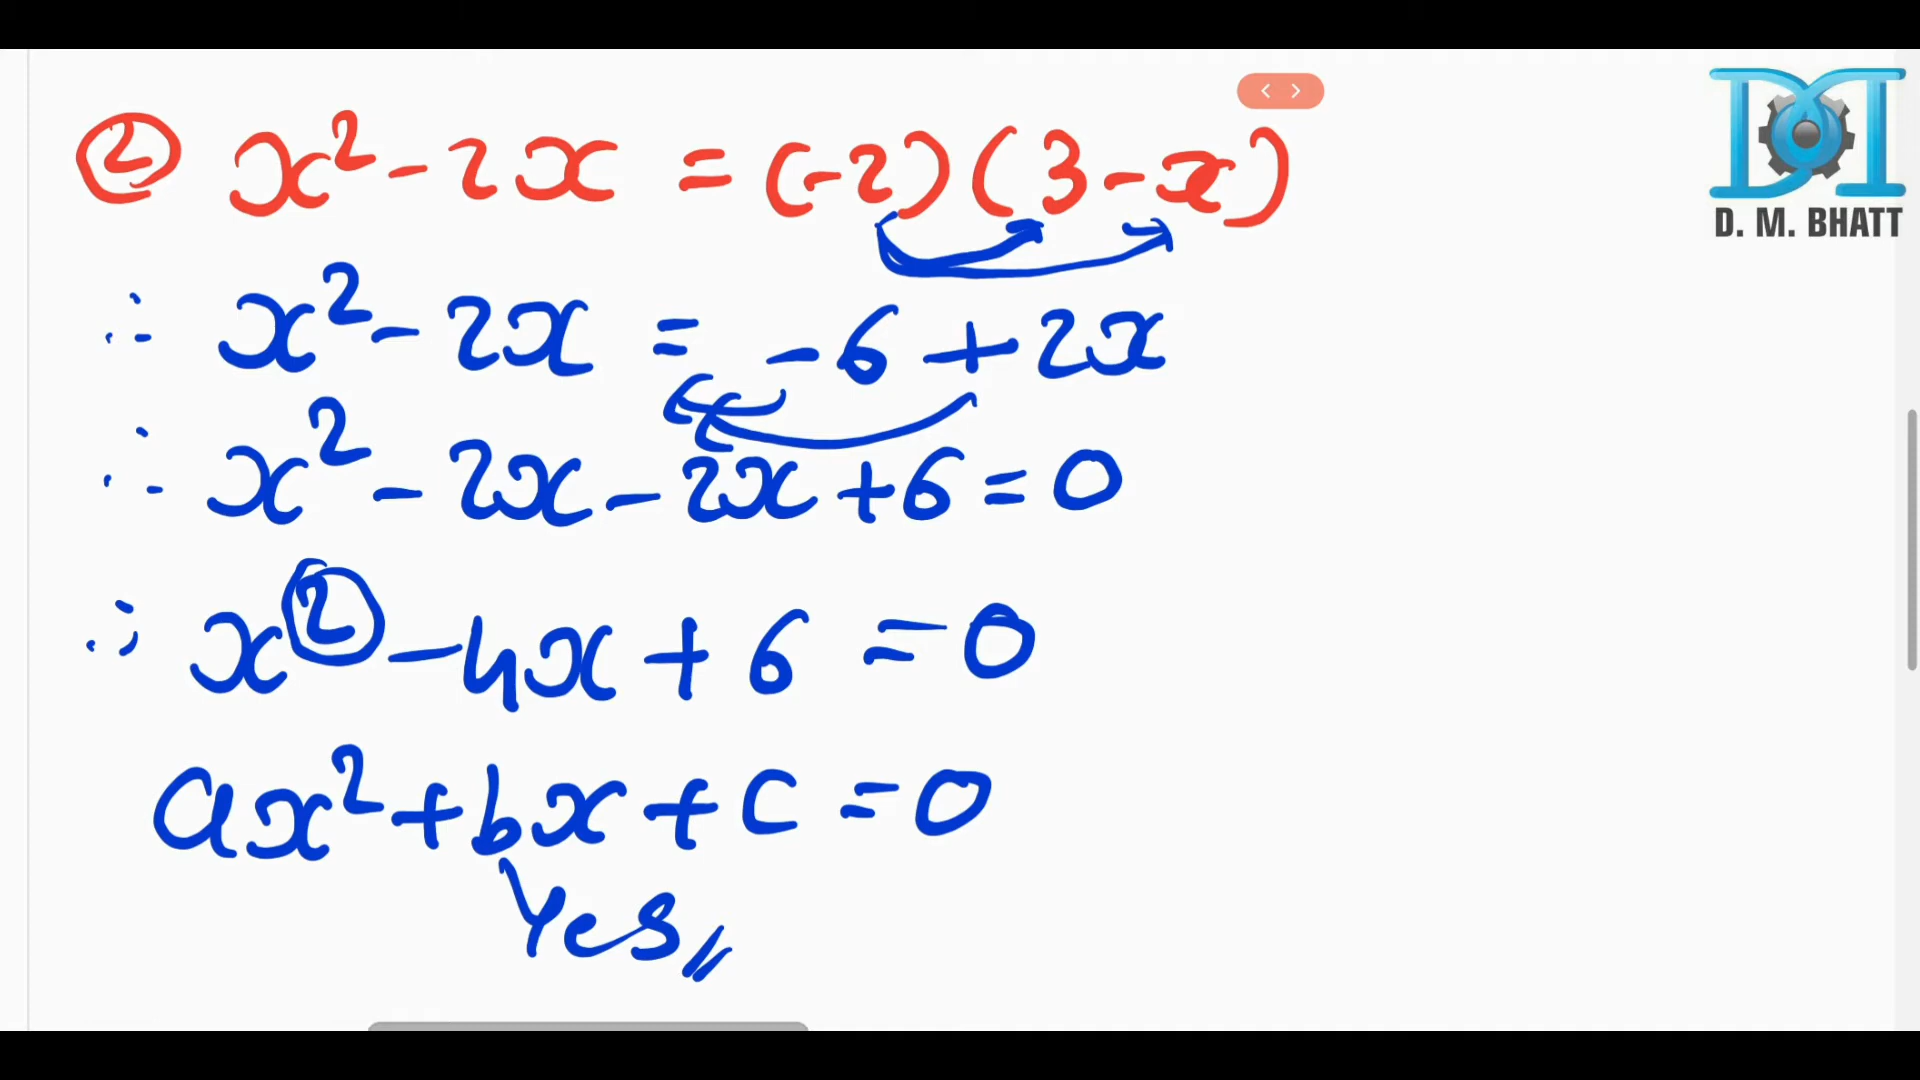 ② x² - 2x = (-2)(3 - x)
∴ x² - 2x = -6 + 2x
∴ x² - 2x - 2x + 6 = 0
∴ x² - 4x + 6 = 0
ax² + bx + c = 0
Yes,,
D. M. BHATT